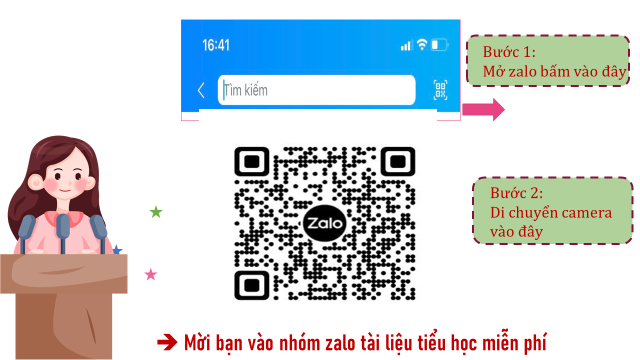 16:41
Tìm kiếm
Bước 1:
Mở zalo bấm vào đây
Zalo
Bước 2:
Di chuyển camera
vào đây
Mời bạn vào nhóm zalo tài liệu tiểu học miễn phí